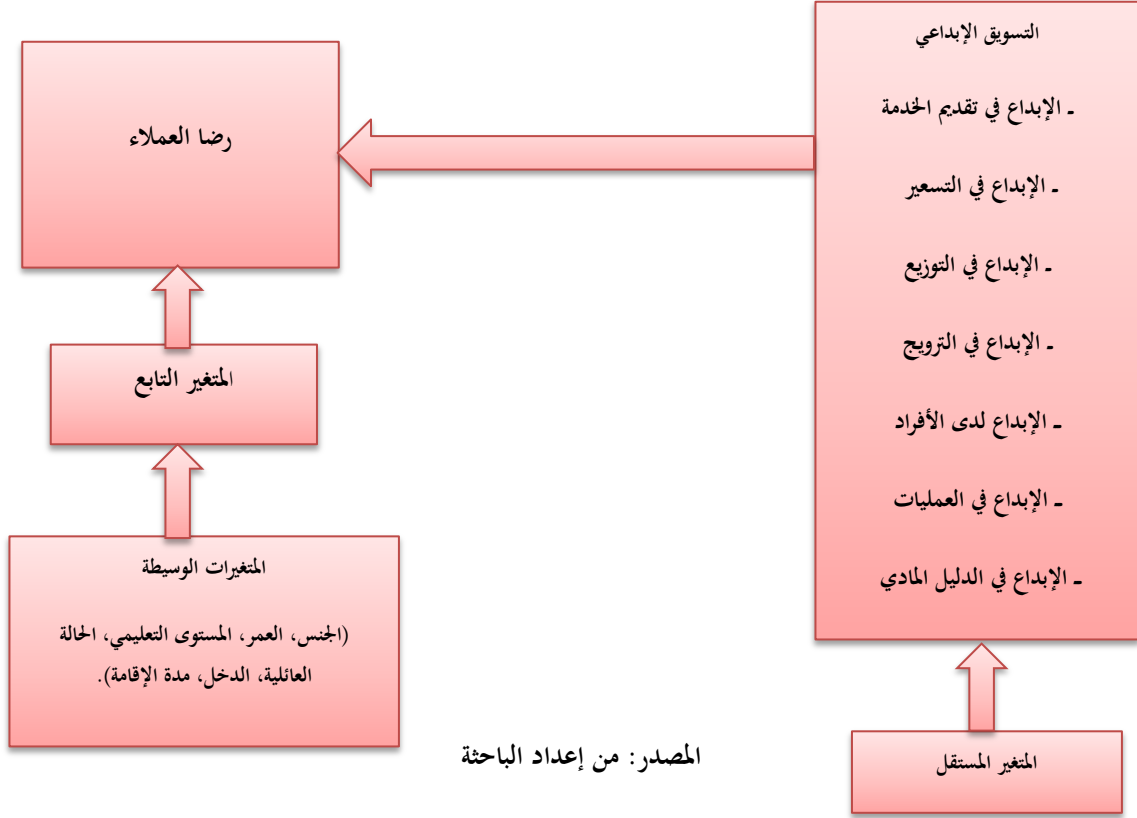 التسويق الإبداعي
ـ الإبداع في تقديم الخدمة
ـ الإبداع في التسعير
ـ الإبداع في التوزيع
ـ الإبداع في الترويج
ـ الإبداع لدى الأفراد
ـ الإبداع في العمليات
ـ الإبداع في الدليل المادي
المتغير المستقل
رضا العملاء
المتغير التابع
المتغيرات الوسيطة
(الجنس، العمر، المستوى التعليمي، الحالة
العائلية، الدخل، مدة الإقامة).
المصدر: من إعداد الباحثة